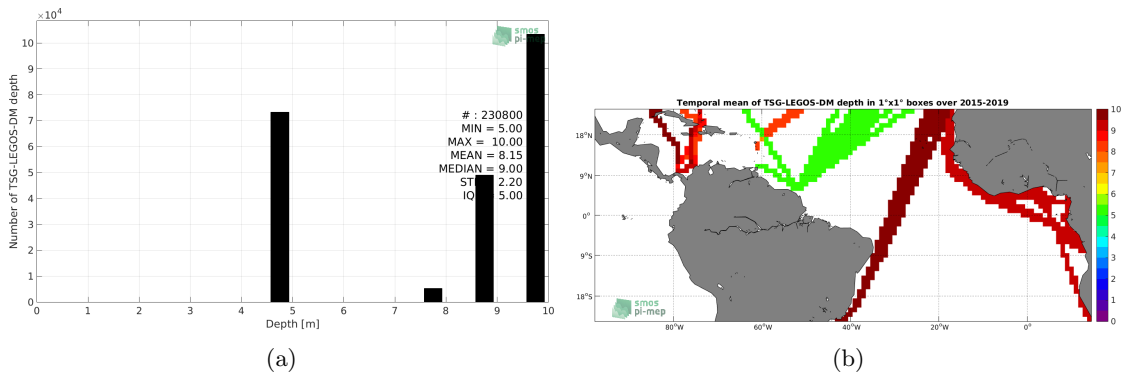 ×10⁴
smos
pi-mep
10
9
8
7
6
5
4
3
2
1
0
Number of TSG-LEGOS-DM depth
# : 230800
MIN = 5.00
MAX = 10.00
MEAN = 8.15
MEDIAN = 9.00
2.20
5.00
0 1 2 3 4 5 6 7 8 9 10
Depth [m]
(a)
Temporal mean of TSG-LEGOS-DM depth in 1°x1° boxes over 2015-2019
18°N
9°N
0°
9°S
18°S
80°W 60°W 40°W 20°W 0°
smos
pi-mep
10
9
8
7
6
5
4
3
2
1
0
(b)